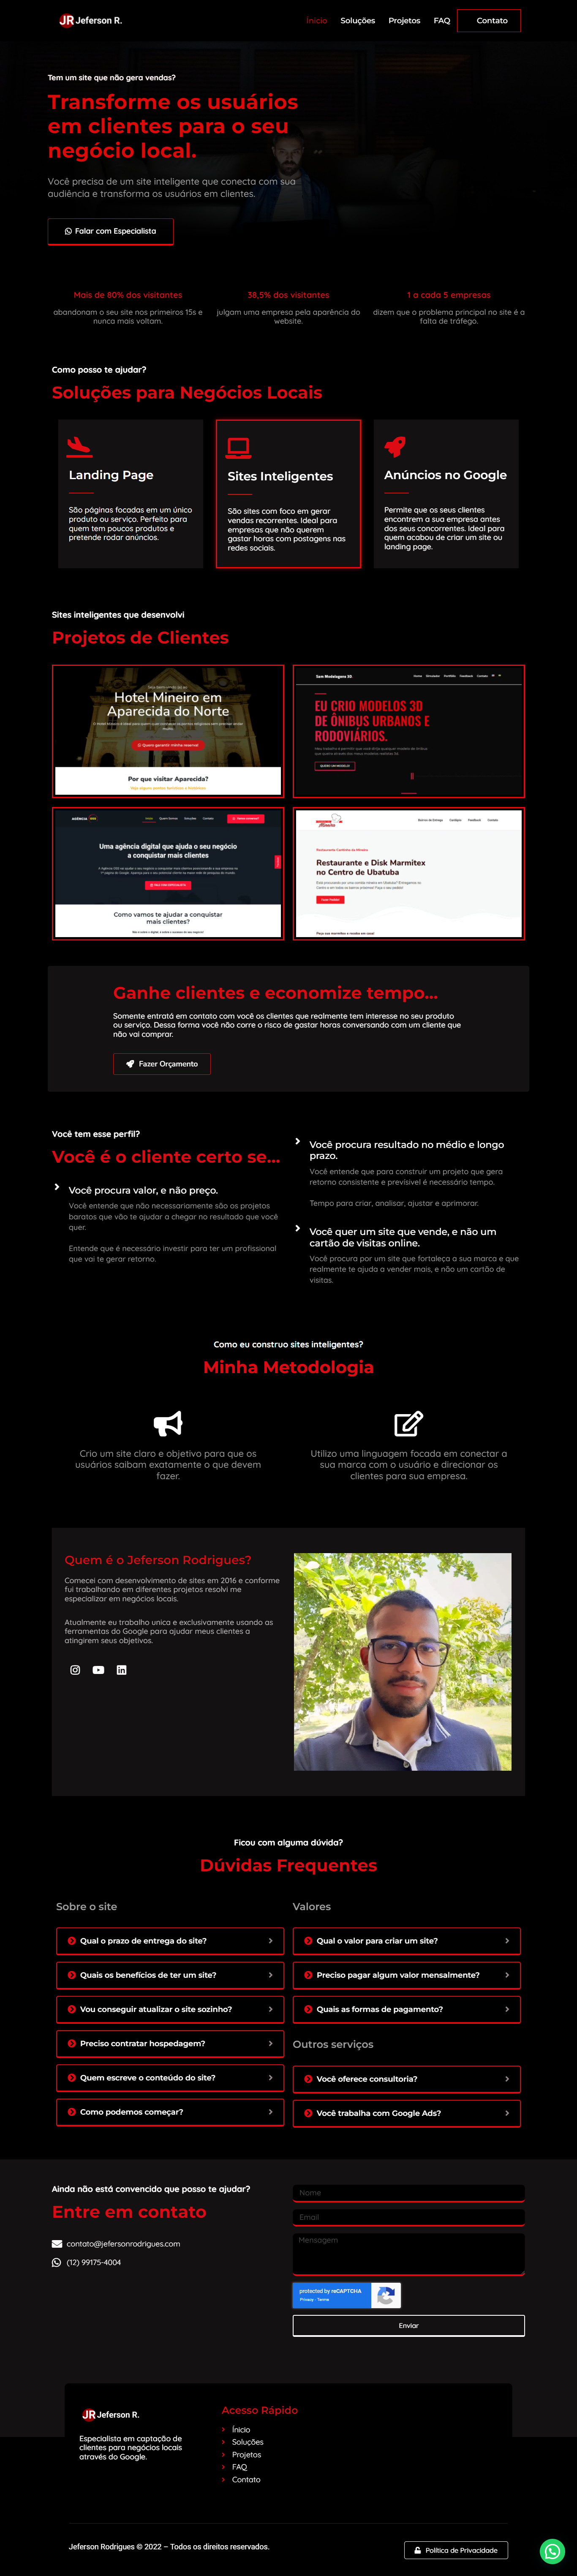 JR Jeferson R.
Início
Soluções
Projetos
FAQ
Contato
Tem um site que não gera vendas?
Transforme os usuários
em clientes para o seu
negócio local.
Você precisa de um site inteligente que conecta com sua
audiência e transforma os usuários em clientes.
Falar com Especialista
Mais de 80% dos visitantes
abandonam o seu site nos primeiros 15s e
nunca mais voltam.
38,5% dos visitantes
julgam uma empresa pela aparência do
website.
1 a cada 5 empresas
dizem que o problema principal no site é a
falta de tráfego.
Como posso te ajudar?
Soluções para Negócios Locais
Landing Page
São páginas focadas em um único
produto ou serviço. Perfeito para
quem tem poucos produtos e
pretende rodar anúncios.
Sites Inteligentes
São sites com foco em gerar
vendas recorrentes. Ideal para
empresas que não querem
gastar horas com postagens nas
redes sociais.
Anúncios no Google
Permite que os seus clientes
encontrem a sua empresa antes
dos seus concorrentes. Ideal para
quem acabou de criar um site ou
landing page.
Sites inteligentes que desenvolvi
Projetos de Clientes
Hotel Mineiro em
Aparecida do Norte
Quero garantir minha reserva!
Por que visitar Aparecida?
Sam Modelagens 3D.
EU CRIO MODELOS 3D
DE ÔNIBUS URBANOS E
RODOVIÁRIOS.
Uma agência digital que ajuda o seu negócio
a conquistar mais clientes
Como vamos te ajudar a conquistar
mais clientes?
Restaurante e Disk Marmitex
no Centro de Ubatuba
Ganhe clientes e economize tempo...
Somente entratá em contato com você os clientes que realmente tem interesse no seu produto
ou serviço. Dessa forma você não corre o risco de gastar horas conversando com um cliente que
não vai comprar.
Fazer Orçamento
Você tem esse perfil?
Você é o cliente certo se...
Você procura valor, e não preço.
Você entende que não necessariamente são os projetos
baratos que vão te ajudar a chegar no resultado que você
quer.
Entende que é necessário investir para ter um profissional
que vai te gerar retorno.
Você procura resultado no médio e longo
prazo.
Você entende que para construir um projeto que gera
retorno consistente e previsível é necessário tempo.
Tempo para criar, analisar, ajustar e aprimorar.
Você quer um site que vende, e não um
cartão de visitas online.
Você procura por um site que fortaleça a sua marca e que
realmente te ajuda a vender mais, e não um cartão de
visitas.
Como eu construo sites inteligentes?
Minha Metodologia
Crio um site claro e objetivo para que os
usuários saibam exatamente o que devem
fazer.
Utilizo uma linguagem focada em conectar a
sua marca com o usuário e direcionar os
clientes para sua empresa.
Quem é o Jeferson Rodrigues?
Comecei com desenvolvimento de sites em 2016 e conforme
fui trabalhando em diferentes projetos resolvi me
especializar em negócios locais.
Atualmente eu trabalho unica e exclusivamente usando as
ferramentas do Google para ajudar meus clientes a
atingirem seus objetivos.
Ficou com alguma dúvida?
Dúvidas Frequentes
Sobre o site
Qual o prazo de entrega do site?
Quais os benefícios de ter um site?
Vou conseguir atualizar o site sozinho?
Preciso contratar hospedagem?
Quem escreve o conteúdo do site?
Como podemos começar?
Valores
Qual o valor para criar um site?
Preciso pagar algum valor mensalmente?
Quais as formas de pagamento?
Outros serviços
Você oferece consultoria?
Você trabalha com Google Ads?
Ainda não está convencido que posso te ajudar?
Entre em contato
contato@jefersonrodrigues.com
(12) 99175-4004
Nome
Email
Mensagem
protected by reCAPTCHA
Privacy - Terms
Enviar
JR Jeferson R.
Especialista em captação de
clientes para negócios locais
através do Google.
Acesso Rápido
Ínicio
Soluções
Projetos
FAQ
Contato
Jeferson Rodrigues © 2022 – Todos os direitos reservados.
Política de Privacidade